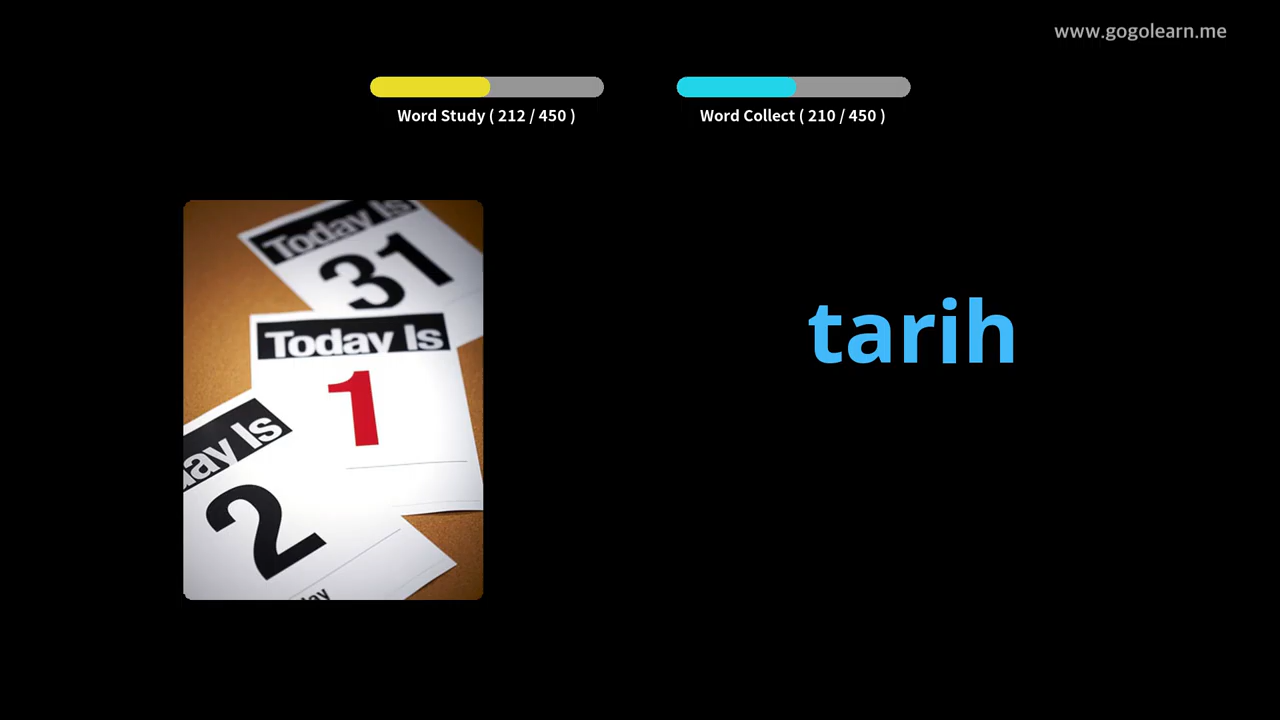 www.gogolearn.me
Word Study ( 212 / 450 )
Word Collect ( 210 / 450 )
Today Is
31
Today Is
1
ay Is
2
tarih